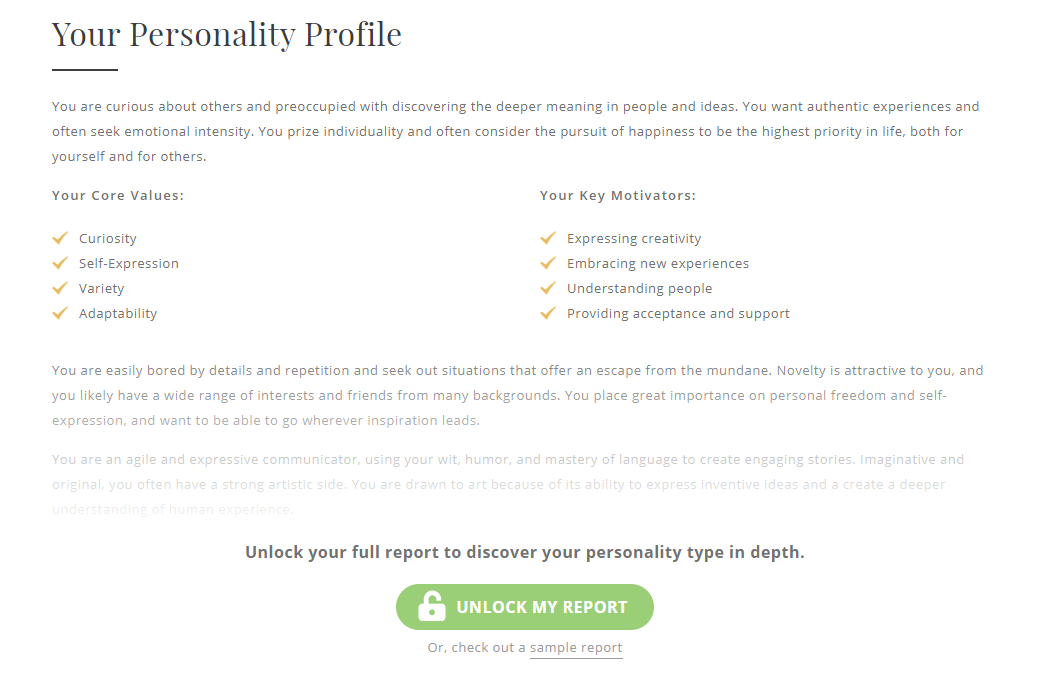 Your Personality Profile
You are curious about others and preoccupied with discovering the deeper meaning in people and ideas. You want authentic experiences and
often seek emotional intensity. You prize individuality and often consider the pursuit of happiness to be the highest priority in life, both for
yourself and for others.
Your Core Values:
Curiosity
Self-Expression
Variety
Adaptability
Your Key Motivators:
Expressing creativity
Embracing new experiences
Understanding people
Providing acceptance and support
You are easily bored by details and repetition and seek out situations that offer an escape from the mundane. Novelty is attractive to you, and
you likely have a wide range of interests and friends from many backgrounds. You place great importance on personal freedom and self-
expression, and want to be able to go wherever inspiration leads.
You are an agile and expressive communicator, using your wit, humor, and mastery of language to create engaging stories. Imaginative and
original, you often have a strong artistic side. You are drawn to art because of its ability to express inventive ideas and a create a deeper
understanding of human experience.
Unlock your full report to discover your personality type in depth.
UNLOCK MY REPORT
Or, check out a sample report